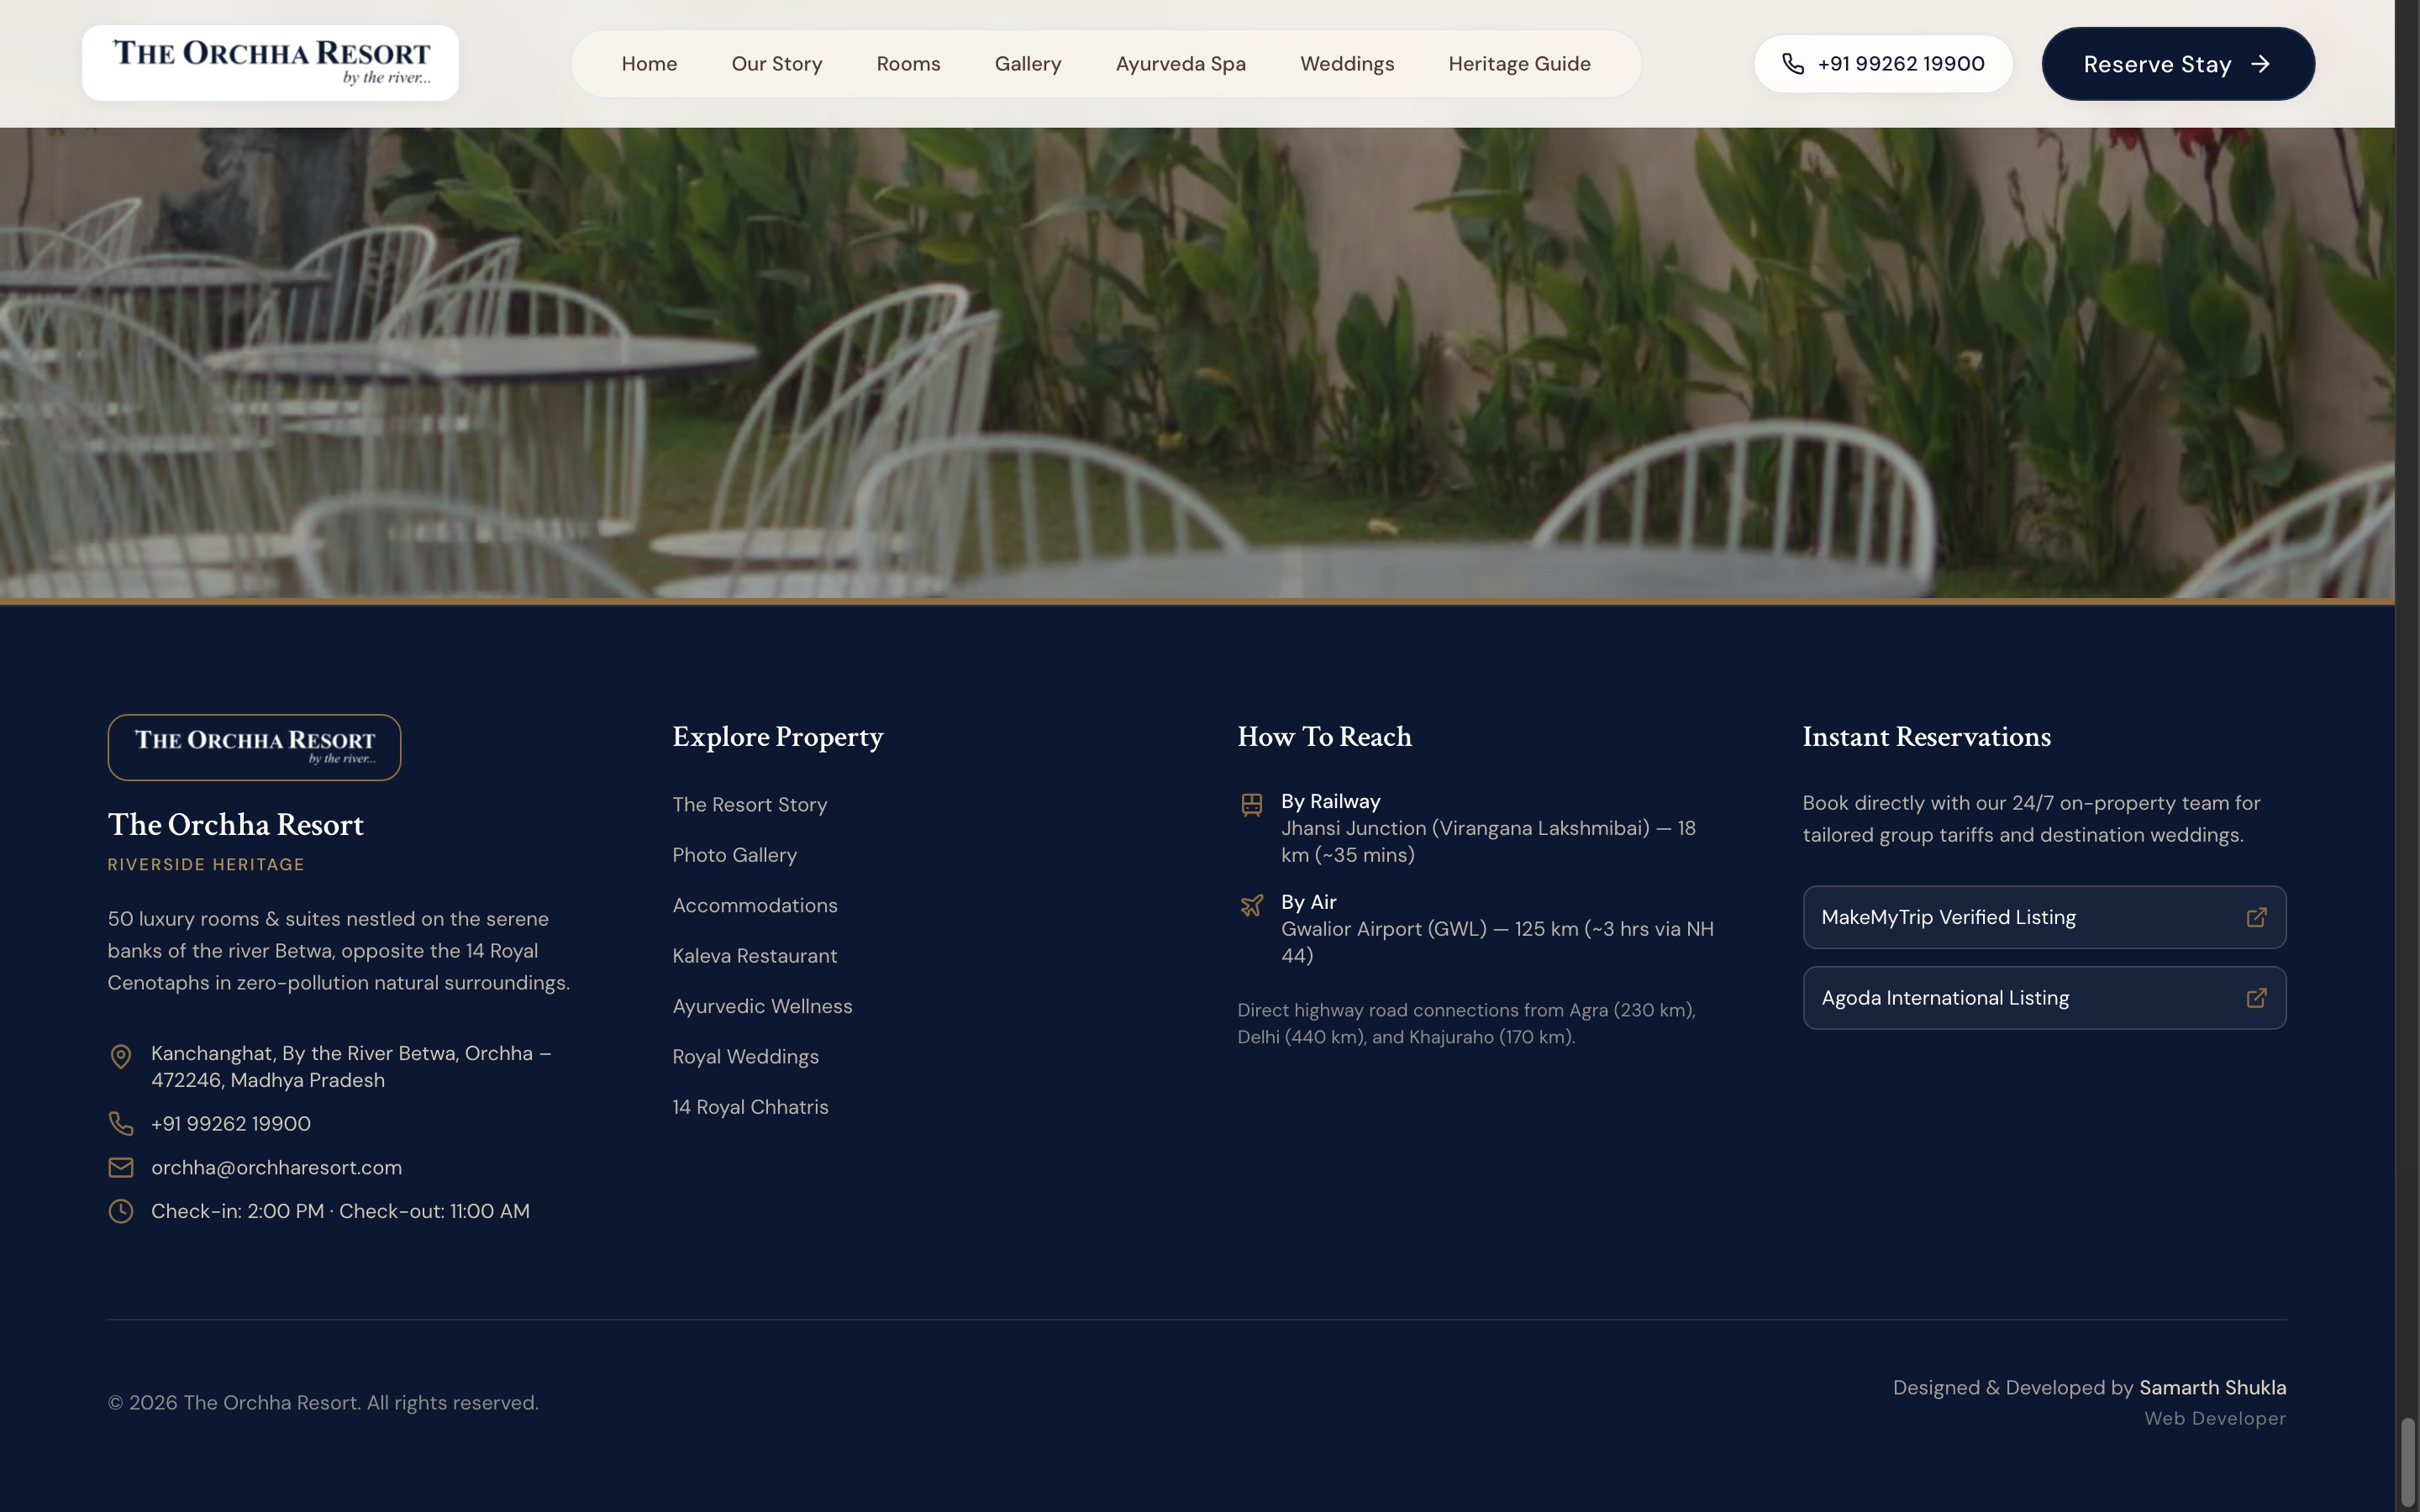 THE ORCHHA RESORT
by the river...
Home
Our Story
Rooms
Gallery
Ayurveda Spa
Weddings
Heritage Guide
+91 99262 19900
Reserve Stay
THE ORCHHA RESORT
by the river...
The Orchha Resort
RIVERSIDE HERITAGE
50 luxury rooms & suites nestled on the serene
banks of the river Betwa, opposite the 14 Royal
Cenotaphs in zero-pollution natural surroundings.
Kanchanghat, By the River Betwa, Orchha –
472246, Madhya Pradesh
+91 99262 19900
orchha@orchharesort.com
Check-in: 2:00 PM · Check-out: 11:00 AM
Explore Property
The Resort Story
Photo Gallery
Accommodations
Kaleva Restaurant
Ayurvedic Wellness
Royal Weddings
14 Royal Chhatris
How To Reach
By Railway
Jhansi Junction (Virangana Lakshmibai) — 18
km (~35 mins)
By Air
Gwalior Airport (GWL) — 125 km (~3 hrs via NH
44)
Direct highway road connections from Agra (230 km),
Delhi (440 km), and Khajuraho (170 km).
Instant Reservations
Book directly with our 24/7 on-property team for
tailored group tariffs and destination weddings.
MakeMyTrip Verified Listing
Agoda International Listing
© 2026 The Orchha Resort. All rights reserved.
Designed & Developed by Samarth Shukla
Web Developer